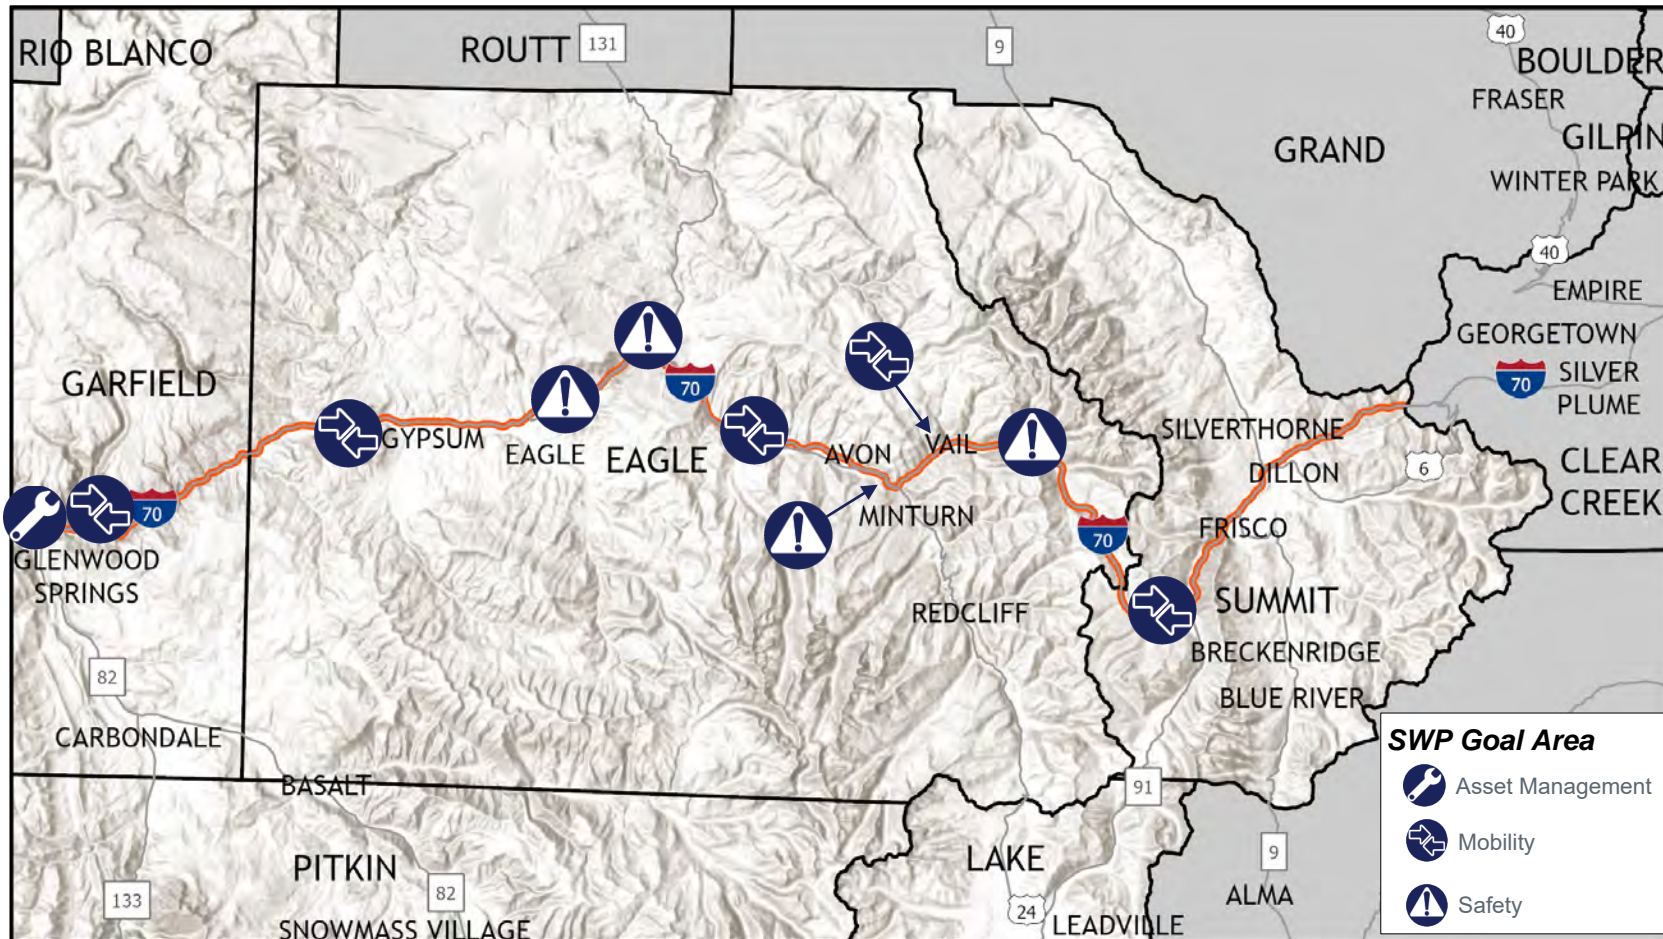 RIO BLANCO
ROUTT
131
9
40
BOULDER
FRASER
GILPIN
GRAND
WINTER PARK
40
EMPIRE
GEORGETOWN
70
SILVER
PLUME
GARFIELD
70
GYPSUM
EAGLE
EAGLE
AVON
VAIL
SILVERTHORNE
DILLON
6
CLEAR
CREEK
70
MINTURN
FRISCO
70
GLENWOOD
SPRINGS
REDCLIFF
SUMMIT
BRECKENRIDGE
BLUE RIVER
82
CARBONDALE
BASALT
91
SWP Goal Area
Asset Management
Mobility
Safety
PITKIN
LAKE
9
133
82
24
ALMA
SNOWMASS VILLAGE
LEADVILLE